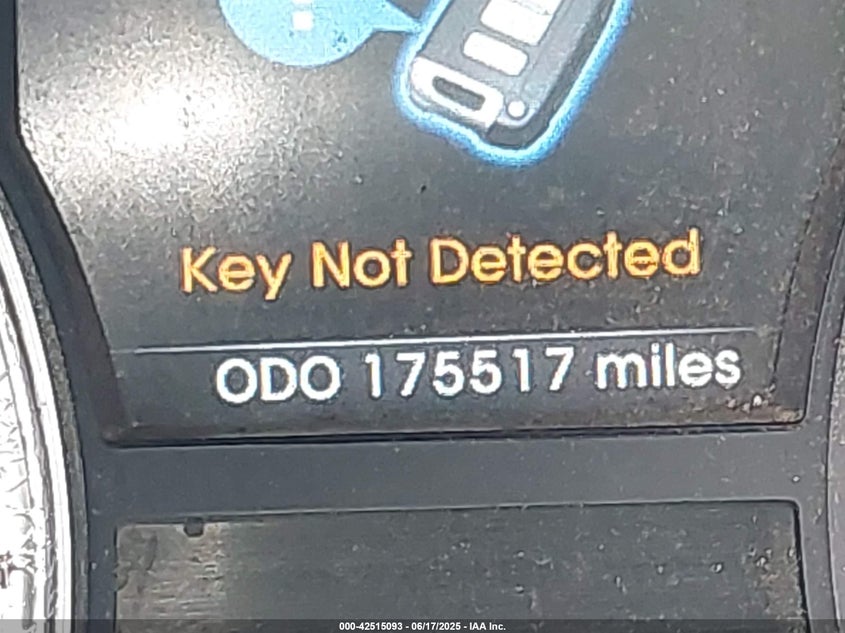 Key Not Detected
ODO 175517 miles
000-42515093 - 06/17/2025 - IAA Inc.